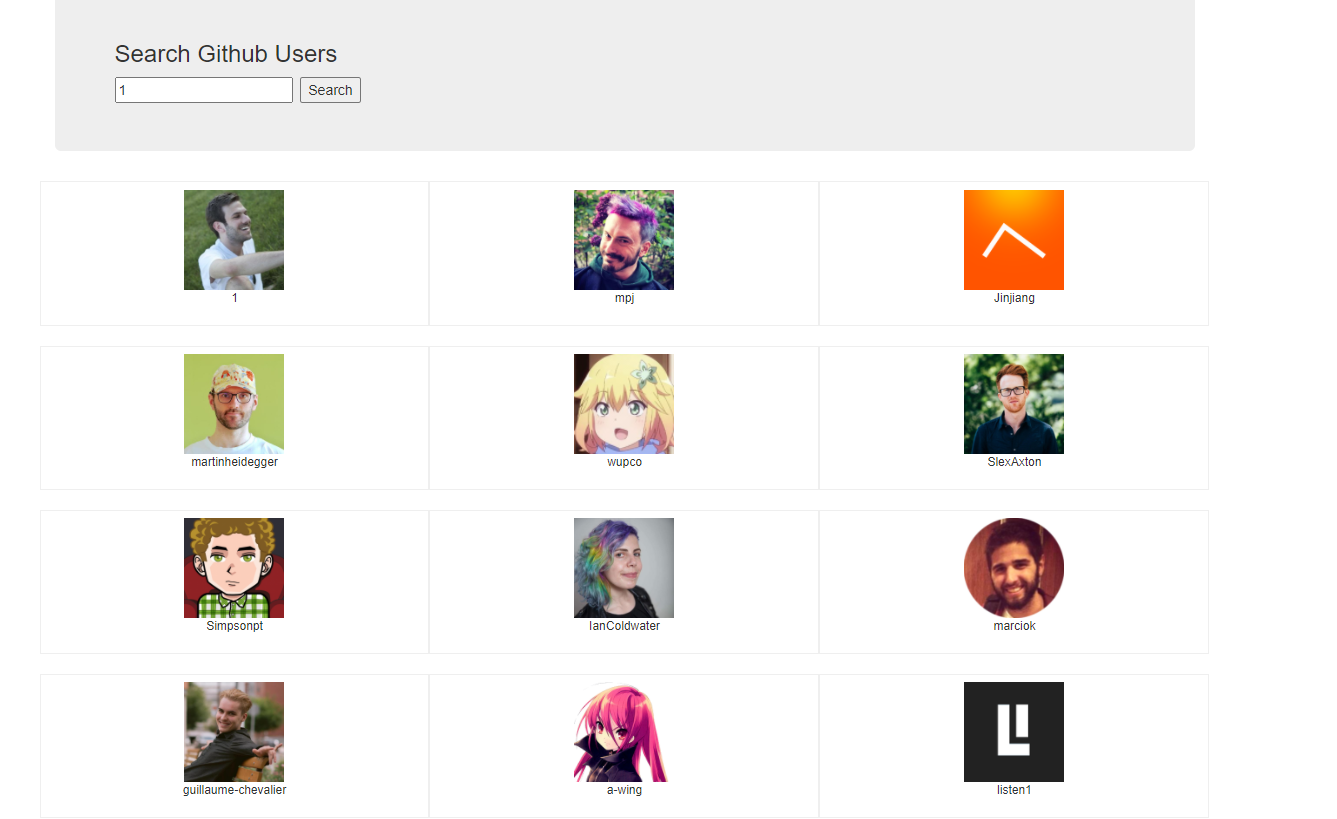 Search Github Users
1 Search
1 mpj Jinjiang
martinheidegger wupco SlexAxton
Simpsonpt IanColdwater marciok
guillaume-chevalier a-wing listen1